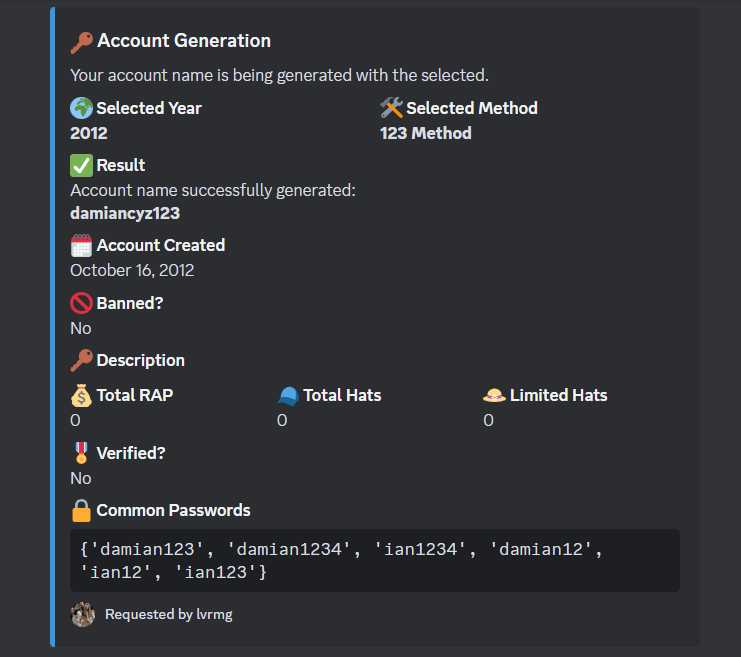 Account Generation
Your account name is being generated with the selected.
Selected Year
Selected Method
2012
123 Method
Result
Account name successfully generated:
damiancyz123
Account Created
October 16, 2012
Banned?
No
Description
Total RAP
Total Hats
Limited Hats
0
0
0
Verified?
No
Common Passwords
{'damian123', 'damian1234', 'ian1234', 'damian12',
'ian12', 'ian123'}
Requested by lvrmg